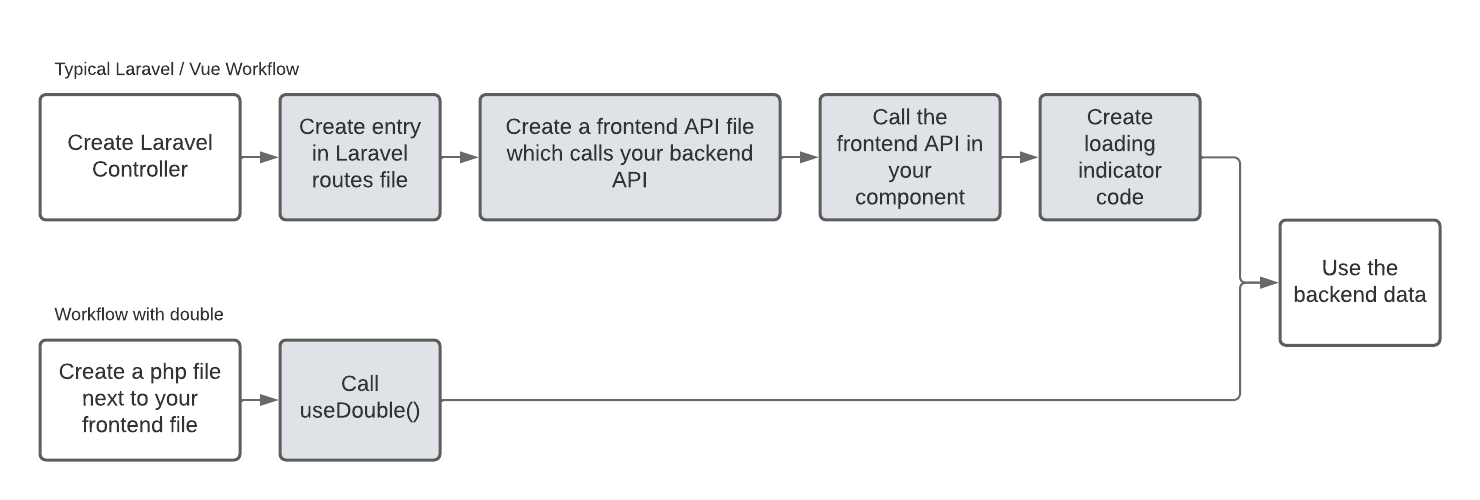 Typical Laravel / Vue Workflow
Create Laravel
Controller
Create entry
in Laravel
routes file
Create a frontend API file
which calls your backend
API
Call the
frontend API in
your
component
Create
loading
indicator
code
Use the
backend data
Workflow with double
Create a php file
next to your
frontend file
Call
useDouble()